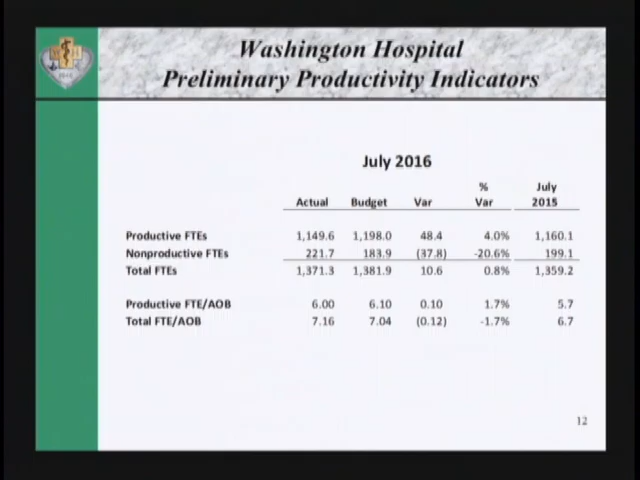 Washington Hospital
Preliminary Productivity Indicators
July 2016
% July
Actual Budget Var Var 2015
Productive FTEs 1,149.6 1,198.0 48.4 4.0% 1,160.1
Nonproductive FTEs 221.7 183.9 (37.8) -20.6% 199.1
Total FTEs 1,371.3 1,381.9 10.6 0.8% 1,359.2
Productive FTE/AOB 6.00 6.10 0.10 1.7% 5.7
Total FTE/AOB 7.16 7.04 (0.12) -1.7% 6.7
12